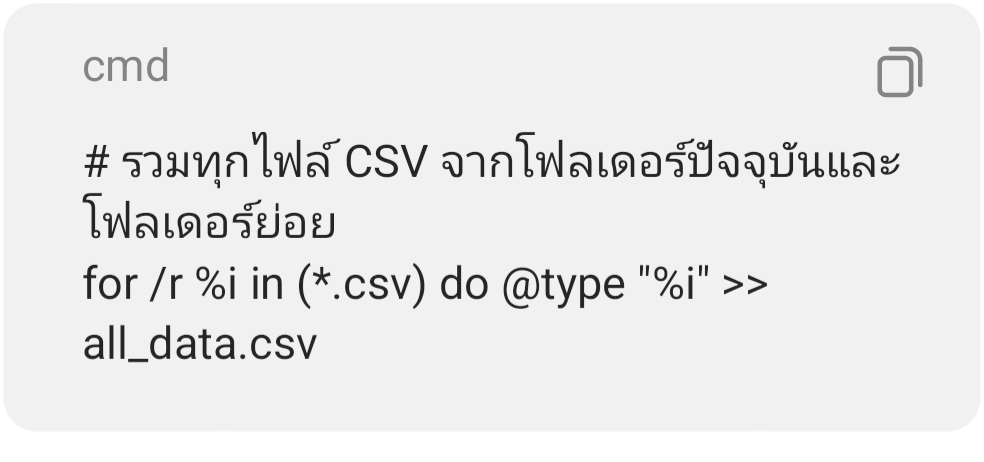 cmd
# รวมทุกไฟล์ CSV จากโฟลเดอร์ปัจจุบันและ
โฟลเดอร์ย่อย
for /r %i in (*.csv) do @type "%i" >>
all_data.csv